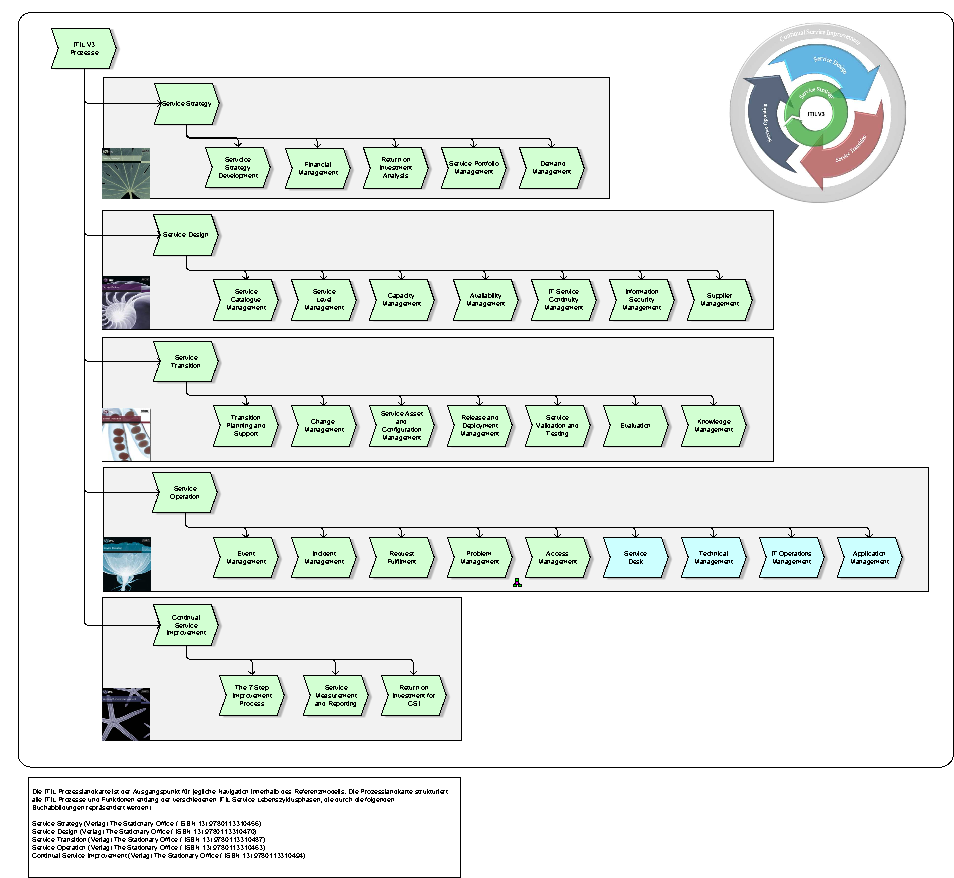 ITIL V3
Prozesse
Continual Service Improvement
Service Design
Service Strategy
ITIL V3
Service Transition
Service Strategy
Service
Strategy
Development
Financial
Management
Return on
Investment
Analysis
Service Portfolio
Management
Demand
Management
Service Design
Service
Catalogue
Management
Service
Level
Management
Capacity
Management
Availability
Management
IT Service
Continuity
Management
Information
Security
Management
Supplier
Management
Service
Transition
Transition
Planning and
Support
Change
Management
Service Asset
and
Configuration
Management
Release and
Deployment
Management
Service
Validation and
Testing
Evaluation
Knowledge
Management
Service
Operation
Event
Management
Incident
Management
Request
Fulfilment
Problem
Management
Access
Management
Service
Desk
Technical
Management
IT Operations
Management
Application
Management
Continual
Service
Improvement
The 7 Step
Improvement
Process
Service
Measurement
and Reporting
Return on
Investment for
CSI
Die ITIL Prozesslandkarte ist der Ausgangspunkt für jegliche Navigation innerhalb des Referenzmodells. Die Prozesslandkarte strukturiert
alle ITIL Prozesse und Funktionen entlang der verschiedenen ITIL Service Lebenszyklusphasen, die durch die folgenden
Buchabbildungen repräsentiert werden:
Service Strategy (Verlag: The Stationary Office / ISBN 13: 9780113310456)
Service Design (Verlag: The Stationary Office / ISBN 13: 9780113310470)
Service Transition (Verlag: The Stationary Office / ISBN 13: 9780113310487)
Service Operation (Verlag: The Stationary Office / ISBN 13: 9780113310463)
Continual Service Improvement (Verlag: The Stationary Office / ISBN 13: 9780113310494)